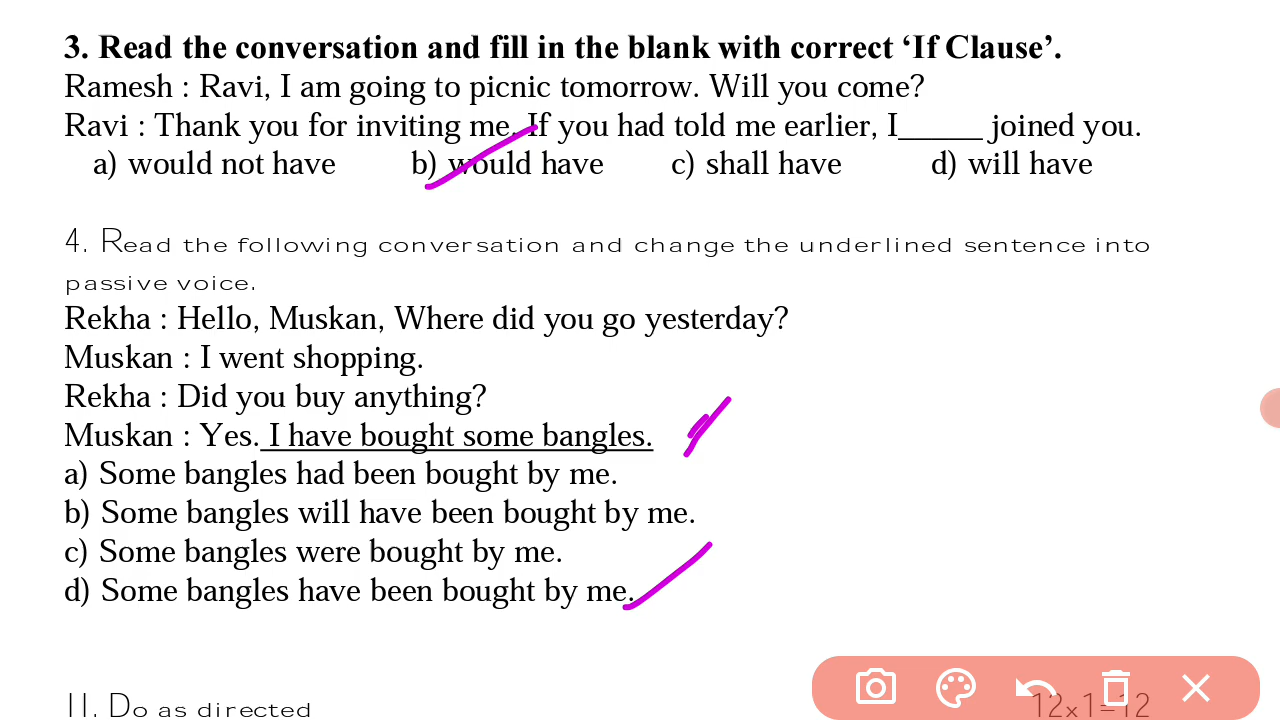 3. Read the conversation and fill in the blank with correct ‘If Clause’.
Ramesh : Ravi, I am going to picnic tomorrow. Will you come?
Ravi : Thank you for inviting me. If you had told me earlier, I_____ joined you.
a) would not have b) would have c) shall have d) will have
4. Read the following conversation and change the underlined sentence into
passive voice.
Rekha : Hello, Muskan, Where did you go yesterday?
Muskan : I went shopping.
Rekha : Did you buy anything?
Muskan : Yes. I have bought some bangles.
a) Some bangles had been bought by me.
b) Some bangles will have been bought by me.
c) Some bangles were bought by me.
d) Some bangles have been bought by me.
II. Do as directed 12×1=12